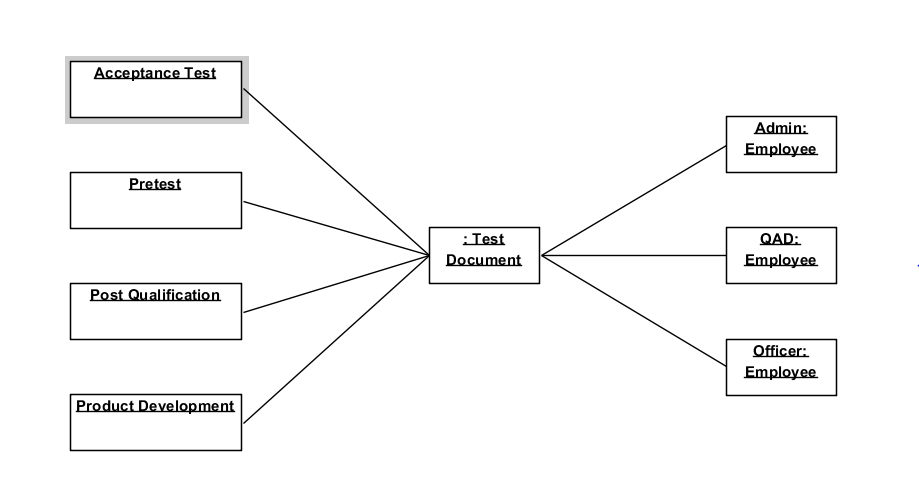 Acceptance Test
Pretest
Post Qualification
Product Development
: Test
Document
Admin:
Employee
QAD:
Employee
Officer:
Employee